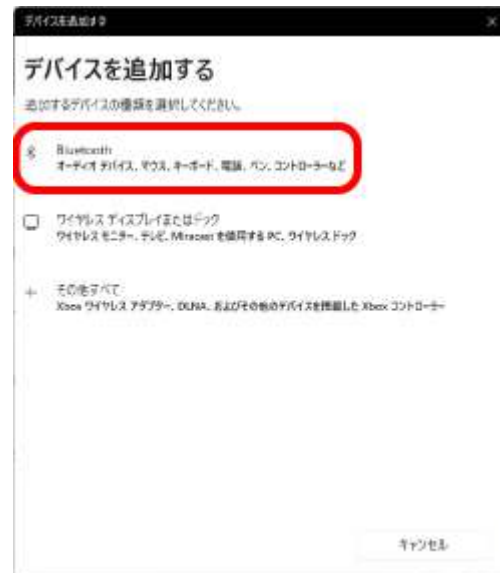 デバイスを追加する
デバイスを追加する
追加するデバイスの種類を選択してください。
Bluetooth
オーディオ デバイス、マウス、キーボード、電話、ペン、コントローラーなど
ワイヤレス ディスプレイまたはドック
ワイヤレス モニター、テレビ、Miracast を使用する PC、ワイヤレス ドック
その他すべて
Xbox ワイヤレス アダプター、DLNA、およびその他のデバイスを搭載した Xbox コントローラー
キャンセル